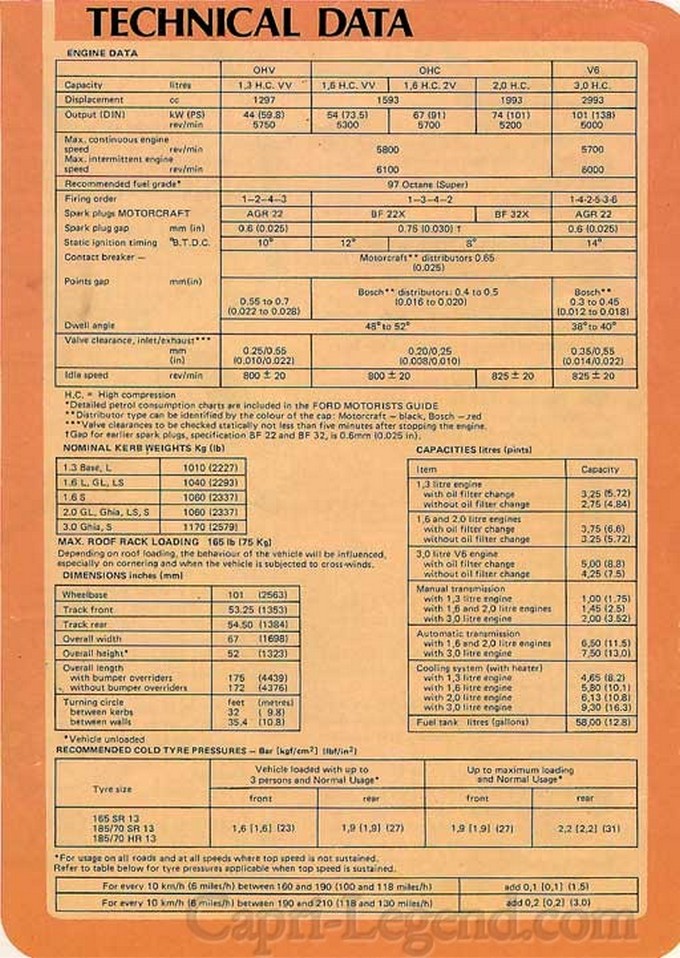 TECHNICAL DATA
ENGINE DATA
OHV OHC V6
Capacity litres 1,3 H.C. VV 1,6 H.C. VV 1,6 H.C. 2V 2,0 H.C. 3,0 H.C.
Displacement cc 1297 1593 1993 2993
Output (DIN) kW (PS) 44 (59.8) 54 (73.5) 67 (91) 74 (101) 101 (138)
rev/min 5750 5300 5700 5200 5000
Max. continuous engine
speed rev/min 5800 5700
Max. intermittent engine
speed rev/min 6100 6000
Recommended fuel grade* 97 Octane (Super)
Firing order 1-2-4-3 1-3-4-2 1-4-2-5-3-6
Spark plugs MOTORCRAFT AGR 22 BF 22X BF 32X AGR 22
Spark plug gap mm (in) 0.6 (0.025) 0.75 (0.030) † 0.6 (0.025)
Static ignition timing °B.T.D.C. 10° 12° 8° 14°
Contact breaker — Motorcraft** distributors 0.65
(0.025)
Points gap mm(in) Bosch** distributors: 0.4 to 0.5 Bosch**
0.55 to 0.7 (0.016 to 0.020) 0.3 to 0.45
(0.022 to 0.028) (0.012 to 0.018)
Dwell angle 48° to 52° 38° to 40°
Valve clearance, inlet/exhaust***
mm 0.25/0.55 0.20/0.25 0.35/0.55
(in) (0.010/0.022) (0.008/0.010) (0.014/0.022)
Idle speed rev/min 800 ± 20 800 ± 20 825 ± 20 825 ± 20
H.C. = High compression
*Detailed petrol consumption charts are included in the FORD MOTORISTS GUIDE
**Distributor type can be identified by the colour of the cap: Motorcraft — black, Bosch — red
***Valve clearances to be checked statically not less than five minutes after stopping the engine.
†Gap for earlier spark plugs, specification BF 22 and BF 32, is 0.6mm (0.025 in).
NOMINAL KERB WEIGHTS Kg (lb)
1.3 Base, L 1010 (2227)
1.6 L, GL, LS 1040 (2293)
1.6 S 1060 (2337)
2.0 GL, Ghia, LS, S 1060 (2337)
3.0 Ghia, S 1170 (2579)
MAX. ROOF RACK LOADING 165 lb (75 Kg)
Depending on roof loading, the behaviour of the vehicle will be influenced,
especially on cornering and when the vehicle is subjected to cross-winds.
DIMENSIONS inches (mm)
Wheelbase 101 (2563)
Track front 53.25 (1353)
Track rear 54.50 (1384)
Overall width 67 (1698)
Overall height* 52 (1323)
Overall length
with bumper overriders 175 (4439)
without bumper overriders 172 (4376)
Turning circle feet (metres)
between kerbs 32 ( 9.8)
between walls 35.4 (10.8)
*Vehicle unloaded
CAPACITIES litres (pints)
Item Capacity
1,3 litre engine
with oil filter change 3,25 (5.72)
without oil filter change 2,75 (4.84)
1,6 and 2,0 litre engines
with oil filter change 3,75 (6.6)
without oil filter change 3.25 (5.72)
3,0 litre V6 engine
with oil filter change 5,00 (8.8)
without oil filter change 4,25 (7.5)
Manual transmission
with 1,3 litre engine 1,00 (1.75)
with 1,6 and 2,0 litre engines 1,45 (2.5)
with 3,0 litre engine 2,00 (3.52)
Automatic transmission
with 1,6 and 2,0 litre engines 6,50 (11.5)
with 3,0 litre engine 7,50 (13.0)
Cooling system (with heater)
with 1,3 litre engine 4,65 (8.2)
with 1,6 litre engine 5,80 (10.1)
with 2,0 litre engine 6,13 (10.8)
with 3,0 litre engine 9,30 (16.3)
Fuel tank litres (gallons) 58,00 (12.8)
RECOMMENDED COLD TYRE PRESSURES — Bar [kgf/cm²] (lbf/in²)
Tyre size Vehicle loaded with up to Up to maximum loading
3 persons and Normal Usage* and Normal Usage*
front rear front rear
165 SR 13
185/70 SR 13 1,6 [1,6] (23) 1,9 [1,9] (27) 1,9 [1,9] (27) 2,2 [2,2] (31)
185/70 HR 13
*For usage on all roads and at all speeds where top speed is not sustained.
Refer to table below for tyre pressures applicable when top speed is sustained.
For every 10 km/h (6 miles/h) between 160 and 190 (100 and 118 miles/h) add 0,1 [0,1] (1.5)
For every 10 km/h (6 miles/h) between 190 and 210 (118 and 130 miles/h) add 0,2 [0,2] (3.0)
Capri-Legend.com